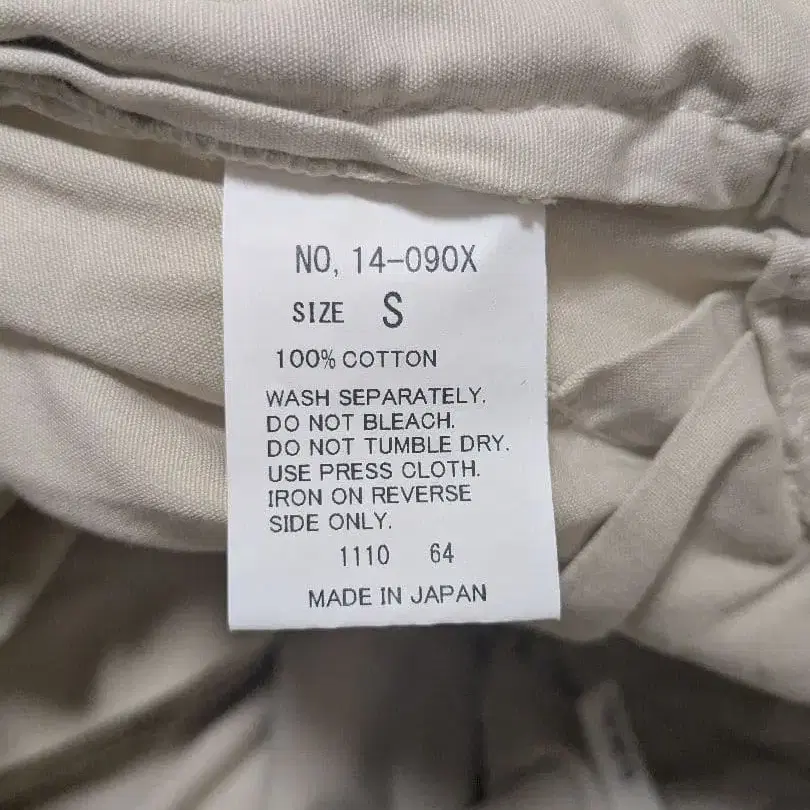 NO, 14-090X
SIZE S
100% COTTON
WASH SEPARATELY.
DO NOT BLEACH.
DO NOT TUMBLE DRY.
USE PRESS CLOTH.
IRON ON REVERSE
SIDE ONLY.
1110 64
MADE IN JAPAN